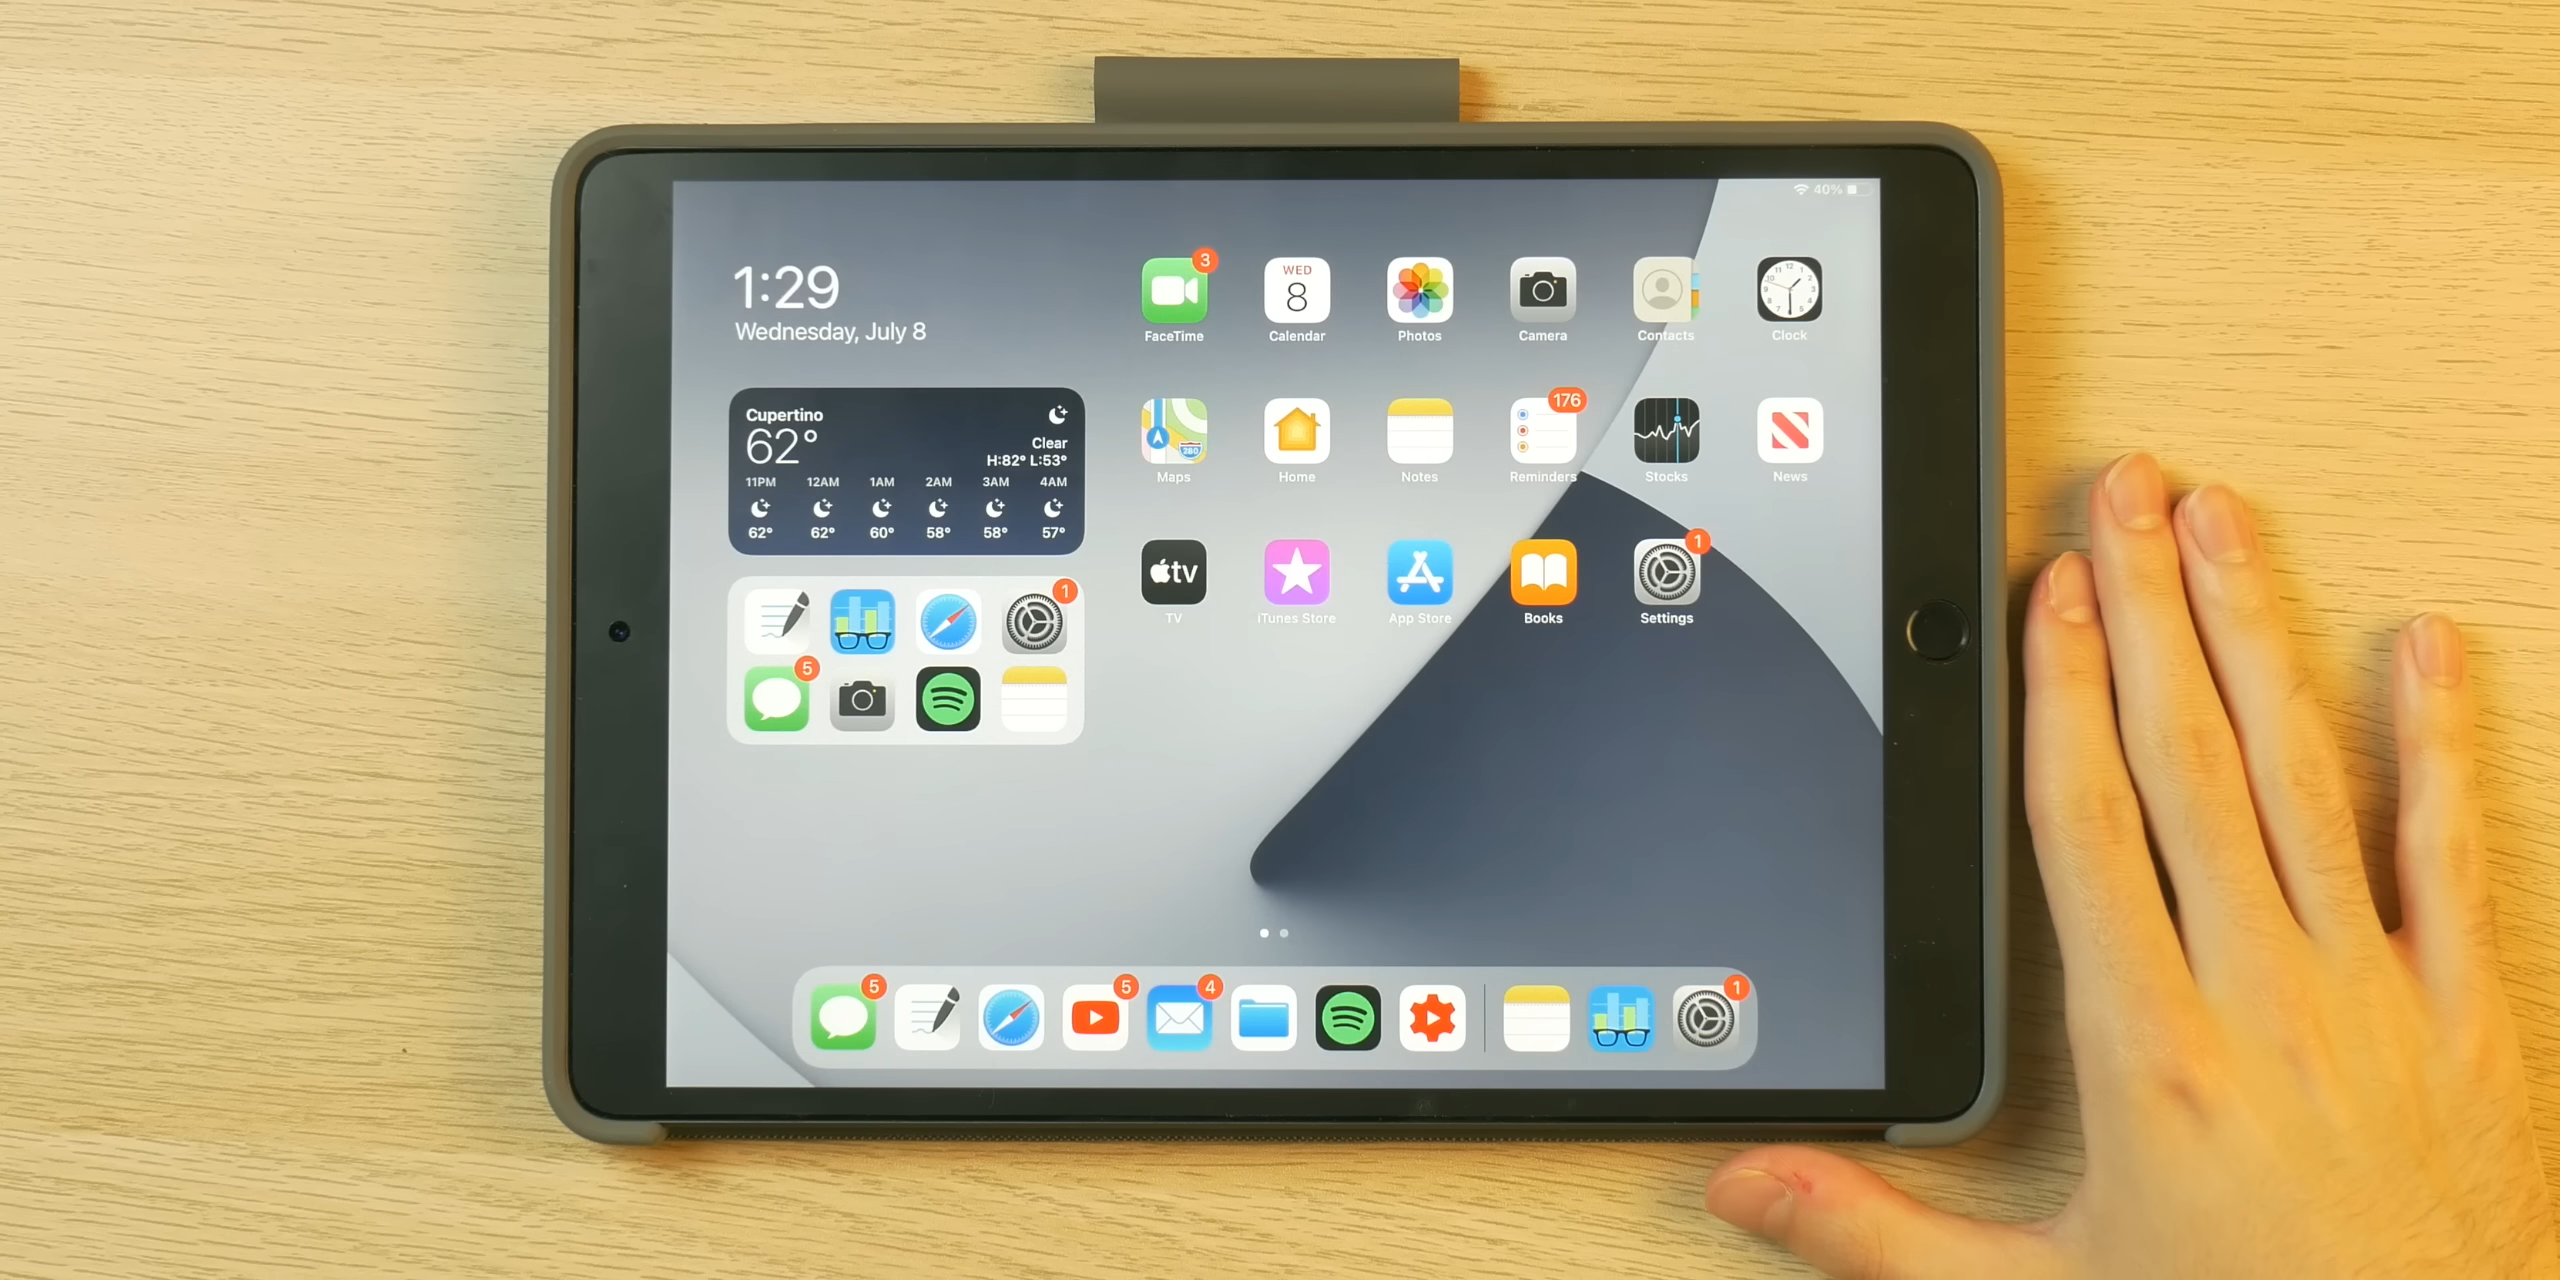 40%
1:29
Wednesday, July 8
Cupertino
62°
Clear
H:82° L:53°
11PM 12AM 1AM 2AM 3AM 4AM
62° 62° 60° 58° 58° 57°
1
5
3
WED
8
FaceTime Calendar Photos Camera Contacts Clock
280
176
Maps Home Notes Reminders Stocks News
tv
1
TV iTunes Store App Store Books Settings
5 5 4 1